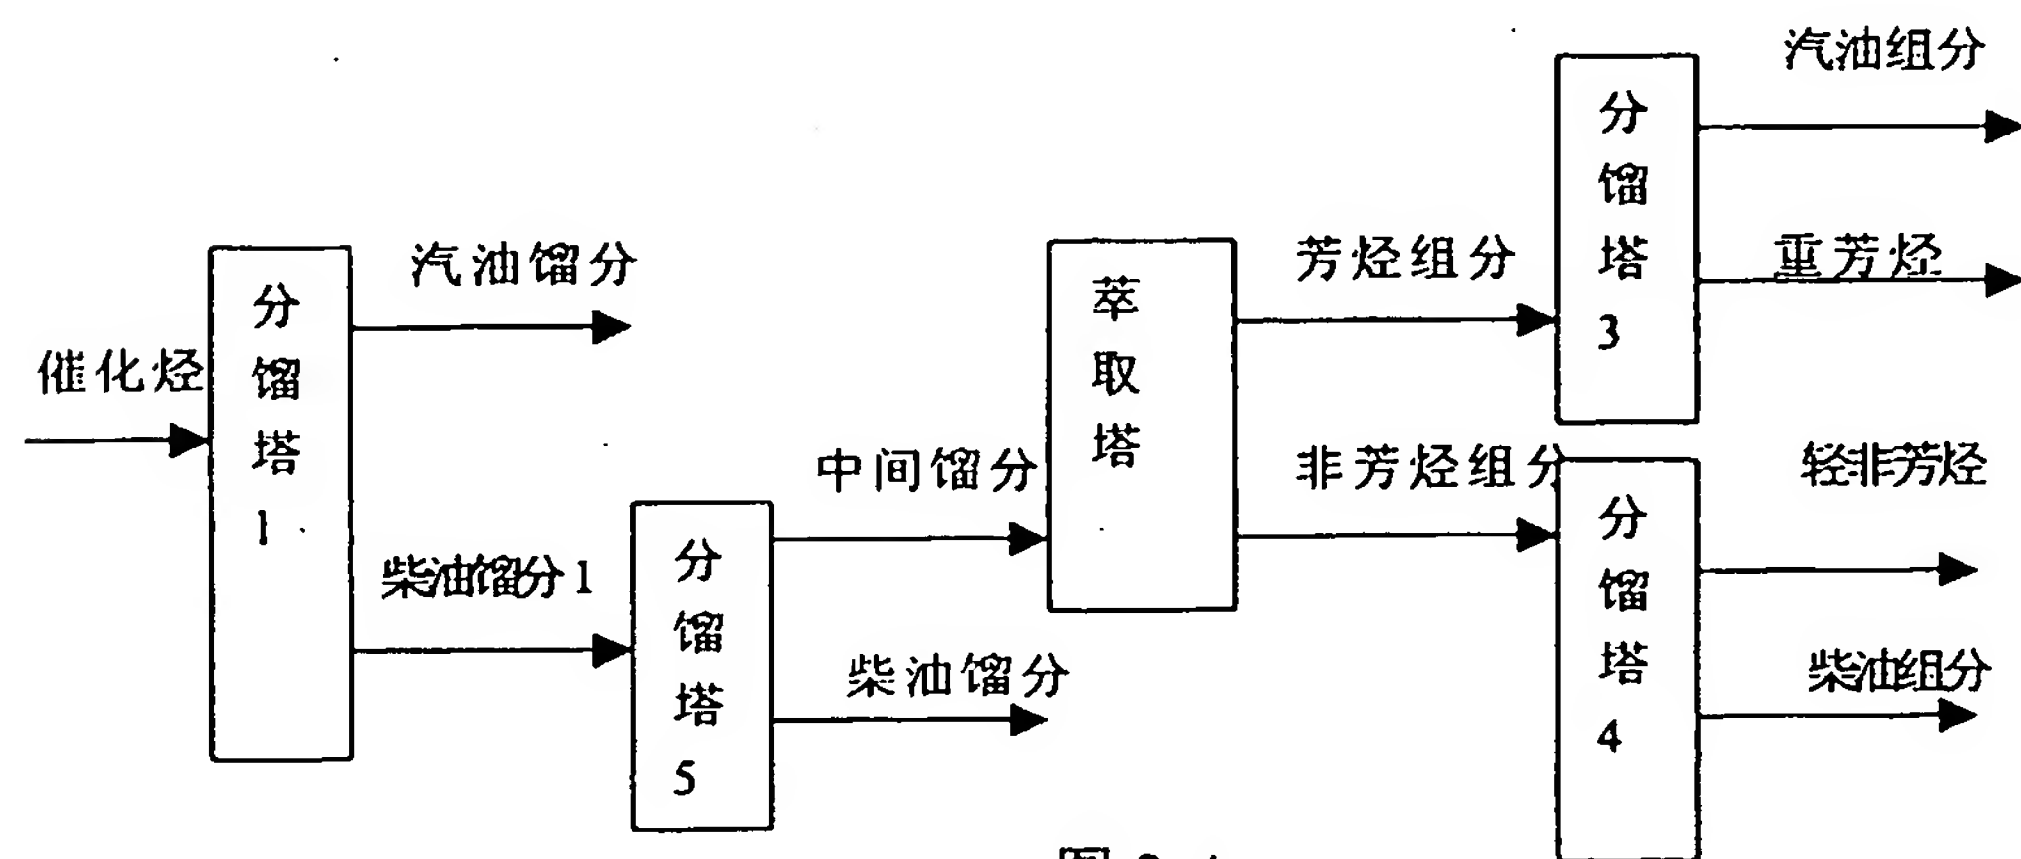 催化烃
分馏塔1
汽油馏分
柴油馏分1
分馏塔5
中间馏分
柴油馏分
萃取塔
芳烃组分
非芳烃组分
分馏塔3
汽油组分
重芳烃
分馏塔4
轻非芳烃
柴油组分